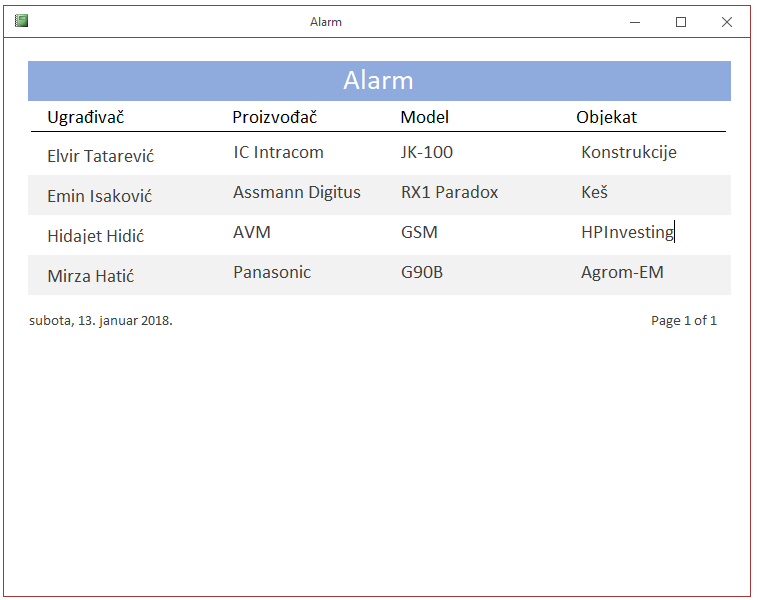 Alarm
Alarm
Ugrađivač Proizvođač Model Objekat
Elvir Tatarević IC Intracom JK-100 Konstrukcije
Emin Isaković Assmann Digitus RX1 Paradox Keš
Hidajet Hidić AVM GSM HPInvesting
Mirza Hatić Panasonic G90B Agrom-EM
subota, 13. januar 2018. Page 1 of 1